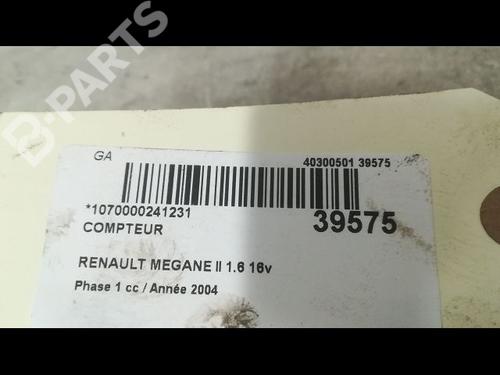 B-PARTS
GA
40300501 39575
*1070000241231
39575
COMPTEUR
RENAULT MEGANE II 1.6 16v
Phase 1 cc / Année 2004